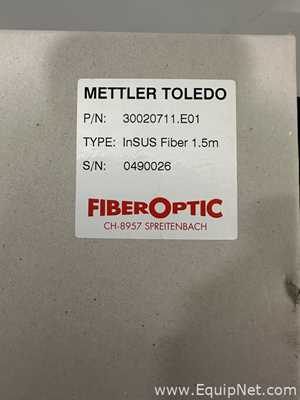 METTLER TOLEDO
P/N: 30020711.E01
TYPE: InSUS Fiber 1.5m
S/N: 0490026
FIBEROPTIC
CH-8957 SPREITENBACH
www.EquipNet.com